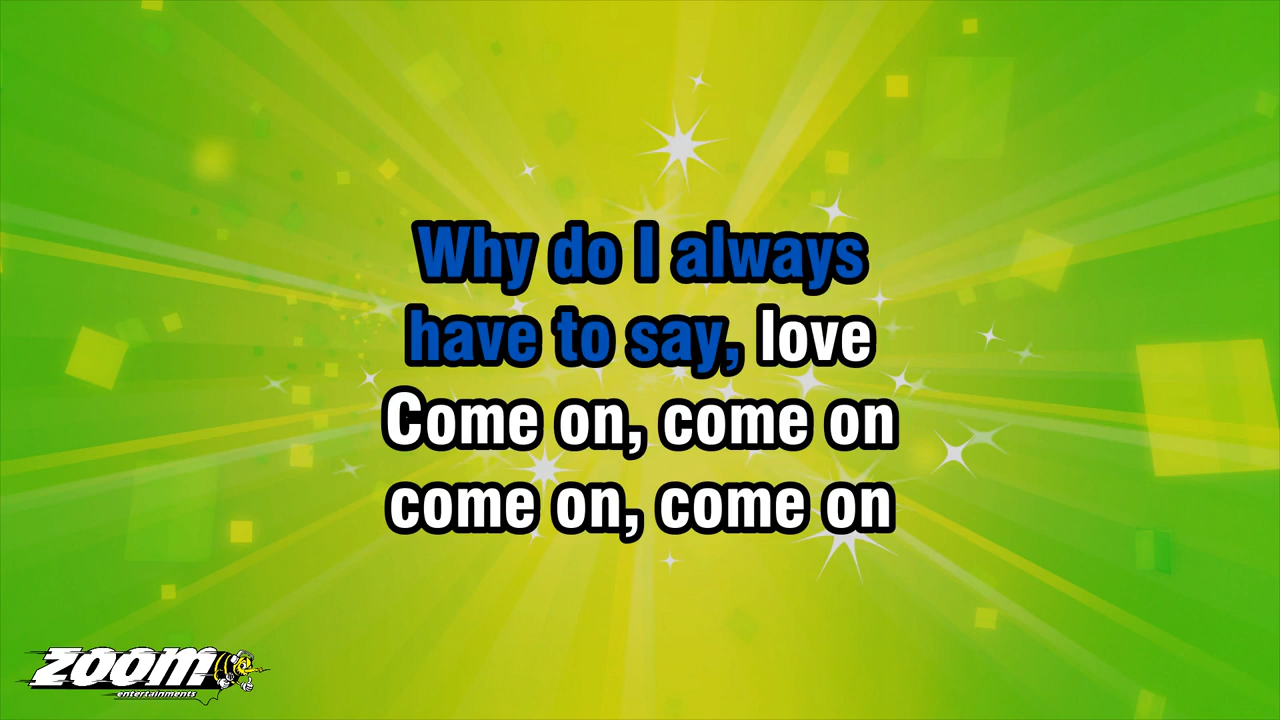 Why do I always
have to say, love
Come on, come on
come on, come on
ZOOM
entertainments